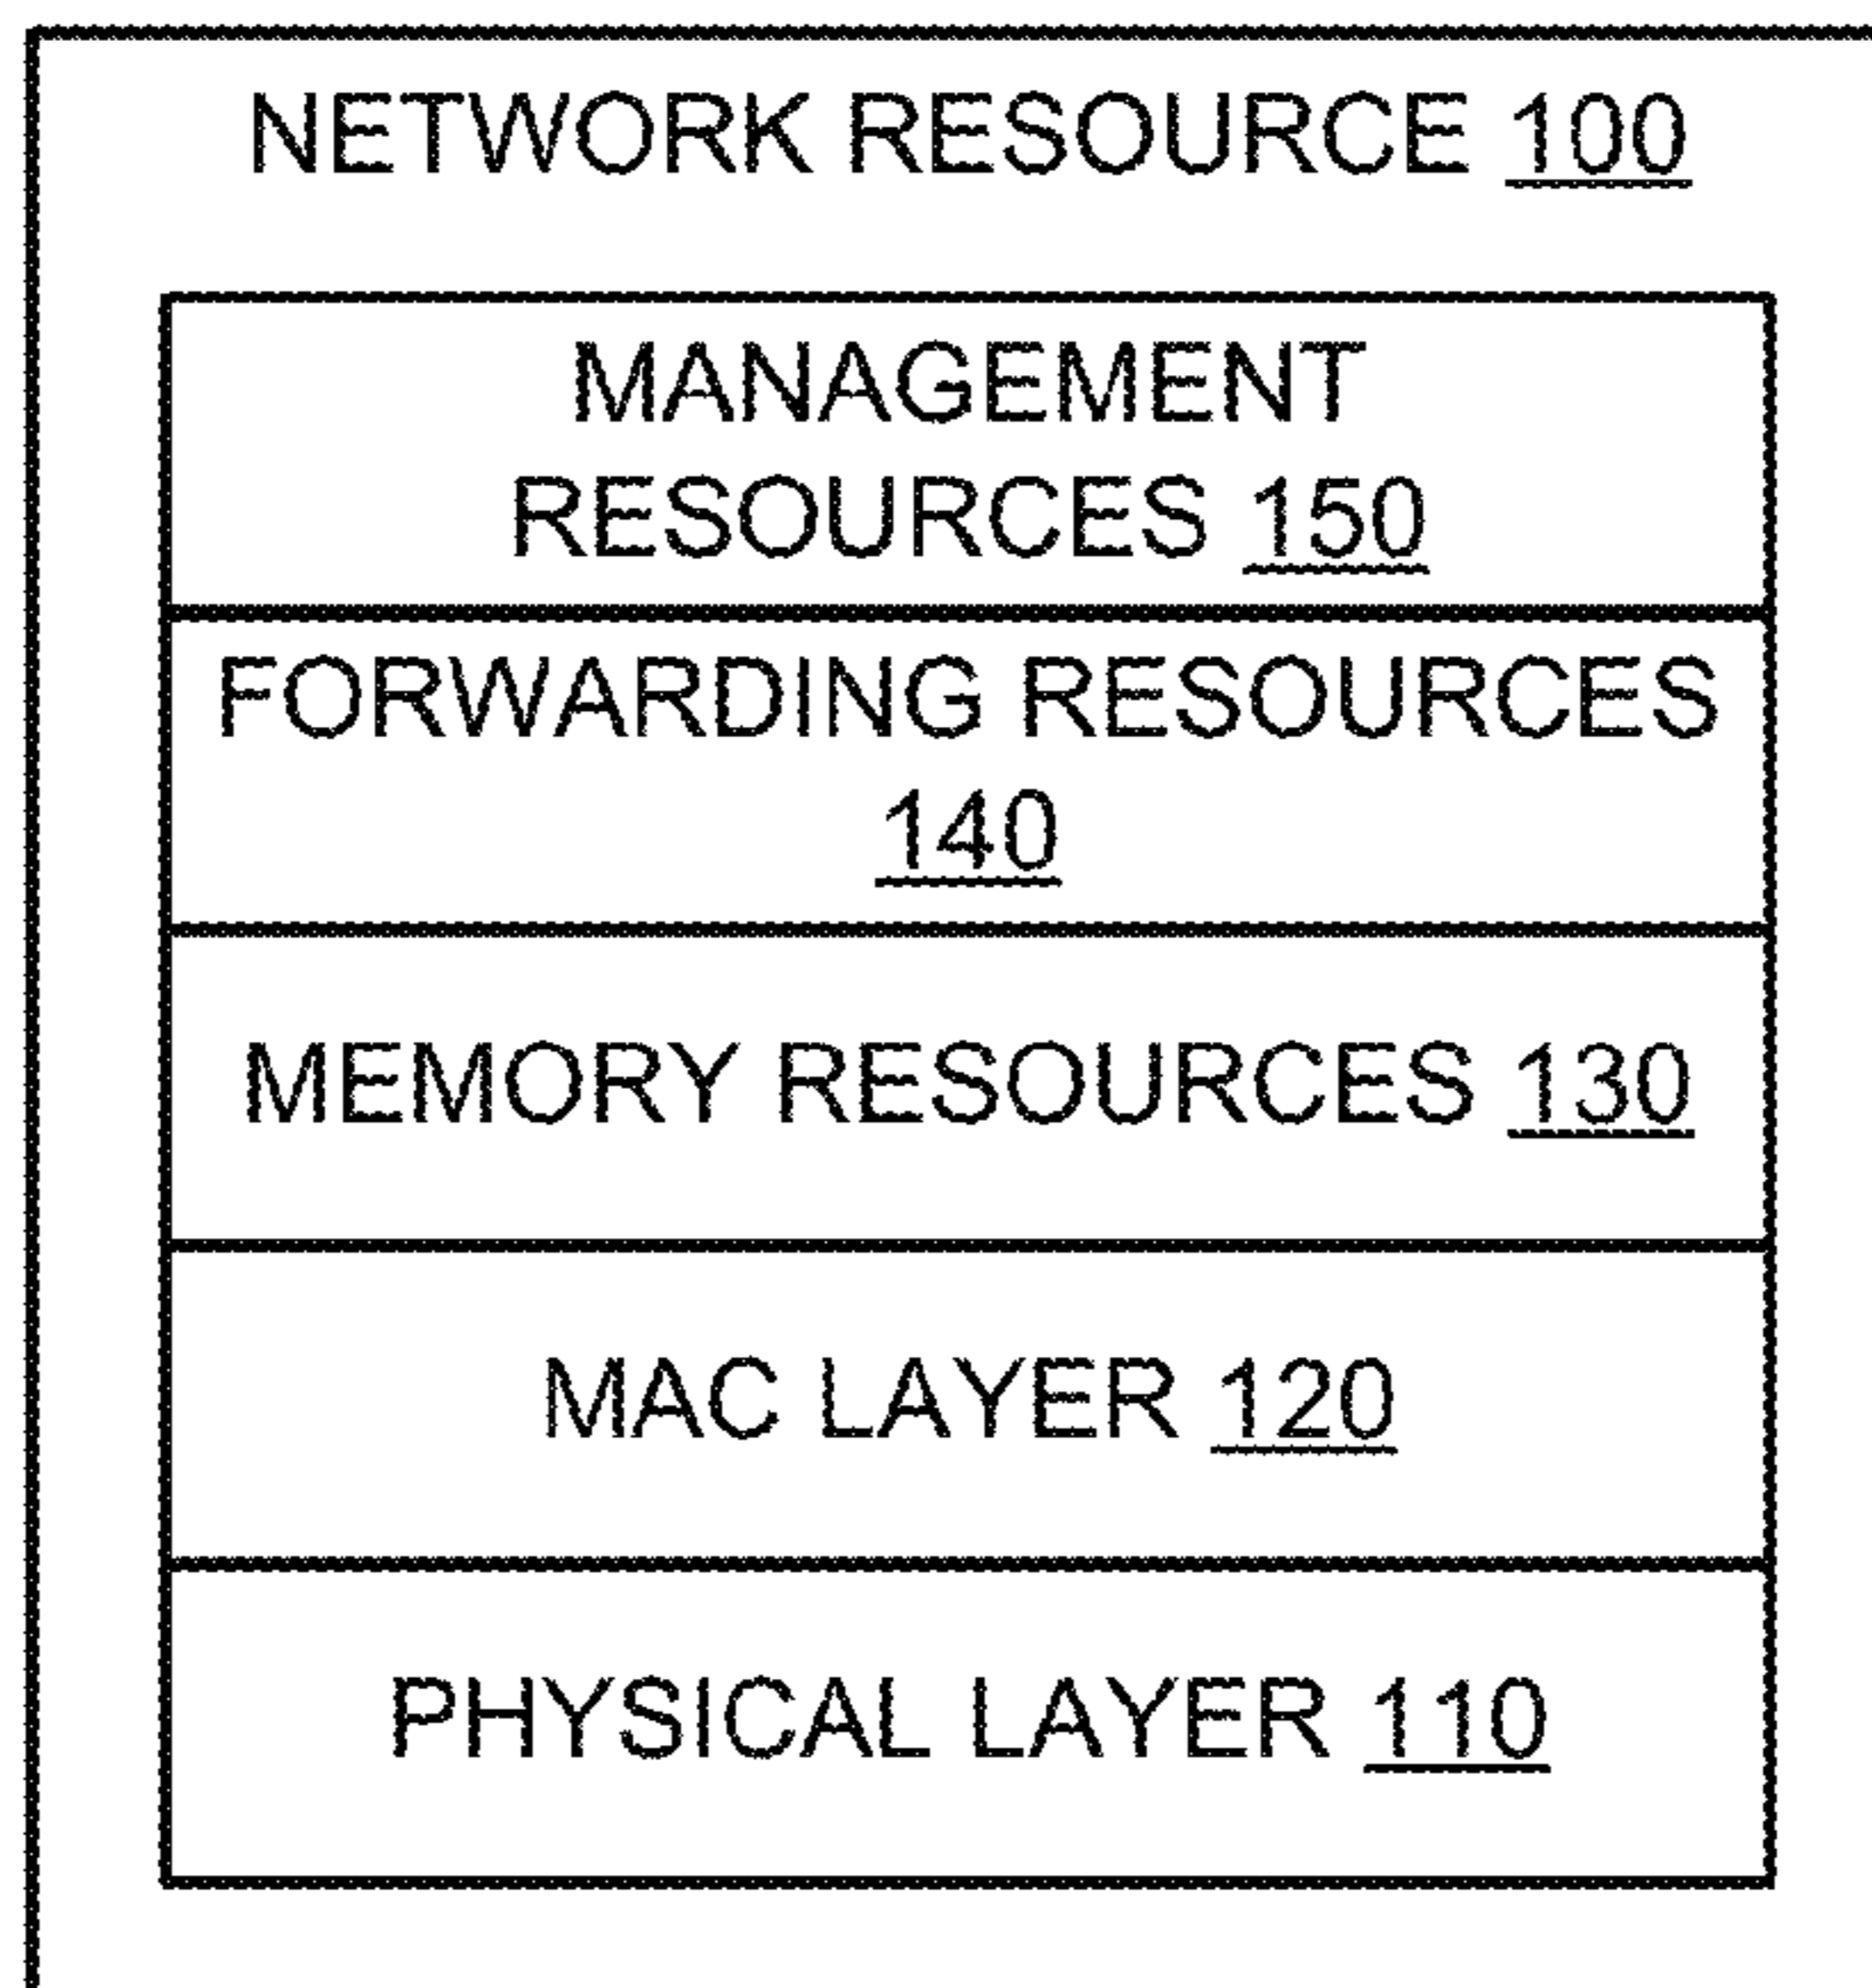 NETWORK RESOURCE 100
MANAGEMENT
RESOURCES 150
FORWARDING RESOURCES
140
MEMORY RESOURCES 130
MAC LAYER 120
PHYSICAL LAYER 110